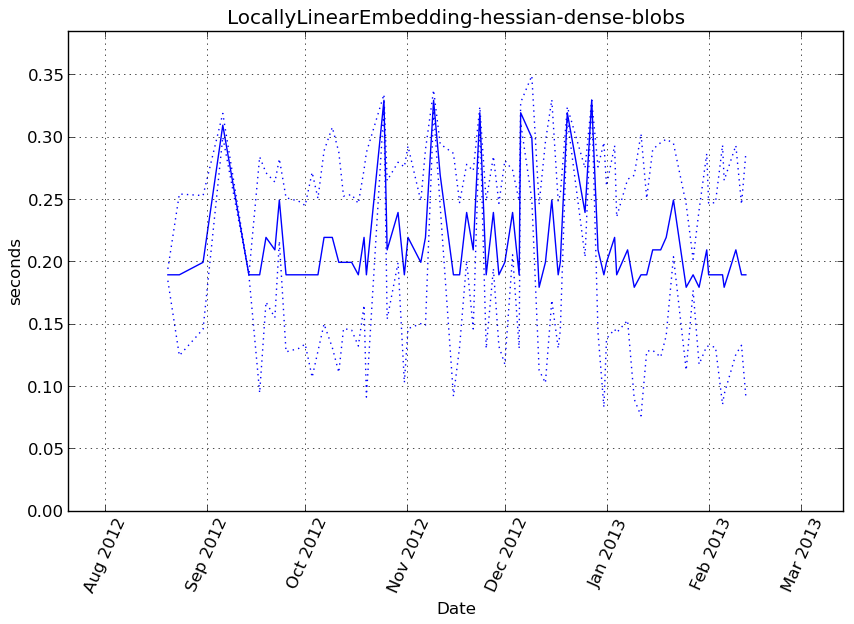 LocallyLinearEmbedding-hessian-dense-blobs
0.35
0.30
0.25
0.20
0.15
0.10
0.05
0.00
seconds
Aug 2012
Sep 2012
Oct 2012
Nov 2012
Dec 2012
Jan 2013
Feb 2013
Mar 2013
Date